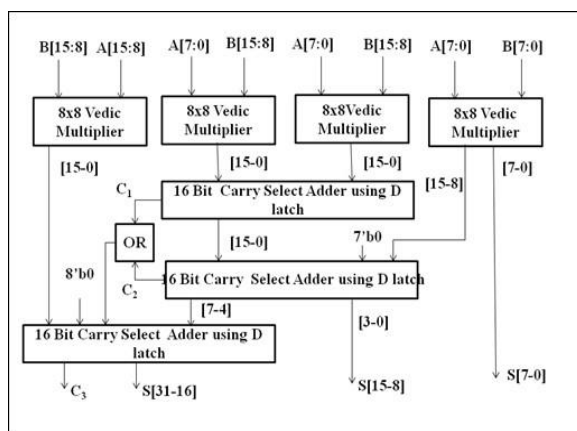 B[15:8] A[15:8] A[7:0] B[15:8] A[7:0] B[15:8] A[7:0] B[7:0]
8x8 Vedic Multiplier
8x8 Vedic Multiplier
8x8Vedic Multiplier
8x8 Vedic Multiplier
[15-0] [15-0] [15-0] [15-8] [7-0]
C1
16 Bit Carry Select Adder using D
latch
OR
[15-0]
7'b0
8'b0
C2
16 Bit Carry Select Adder using D latch
[7-4]
[3-0]
16 Bit Carry Select Adder using D
latch
C3
S[31-16]
S[15-8]
S[7-0]